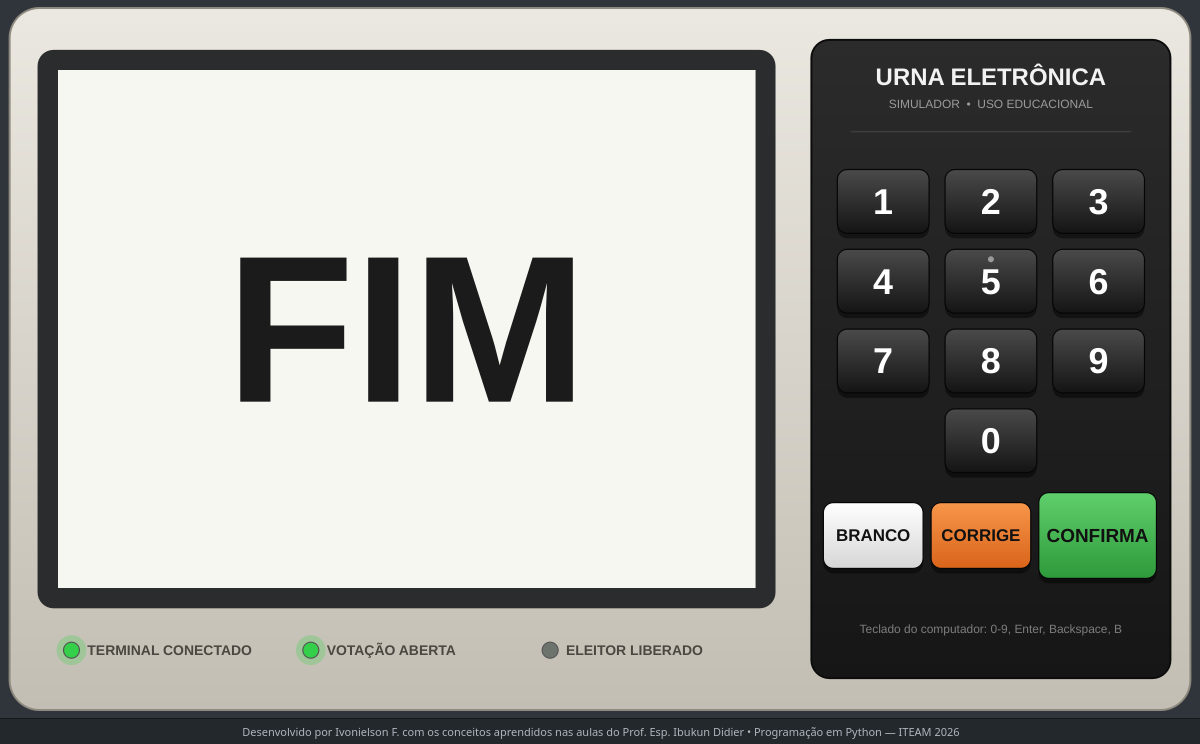 FIM
TERMINAL CONECTADO
VOTAÇÃO ABERTA
ELEITOR LIBERADO
URNA ELETRÔNICA
SIMULADOR • USO EDUCACIONAL
1 2 3
4 5 6
7 8 9
0
BRANCO CORRIGE CONFIRMA
Teclado do computador: 0-9, Enter, Backspace, B
Desenvolvido por Ivonielson F. com os conceitos aprendidos nas aulas do Prof. Esp. Ibukun Didier • Programação em Python — ITEAM 2026